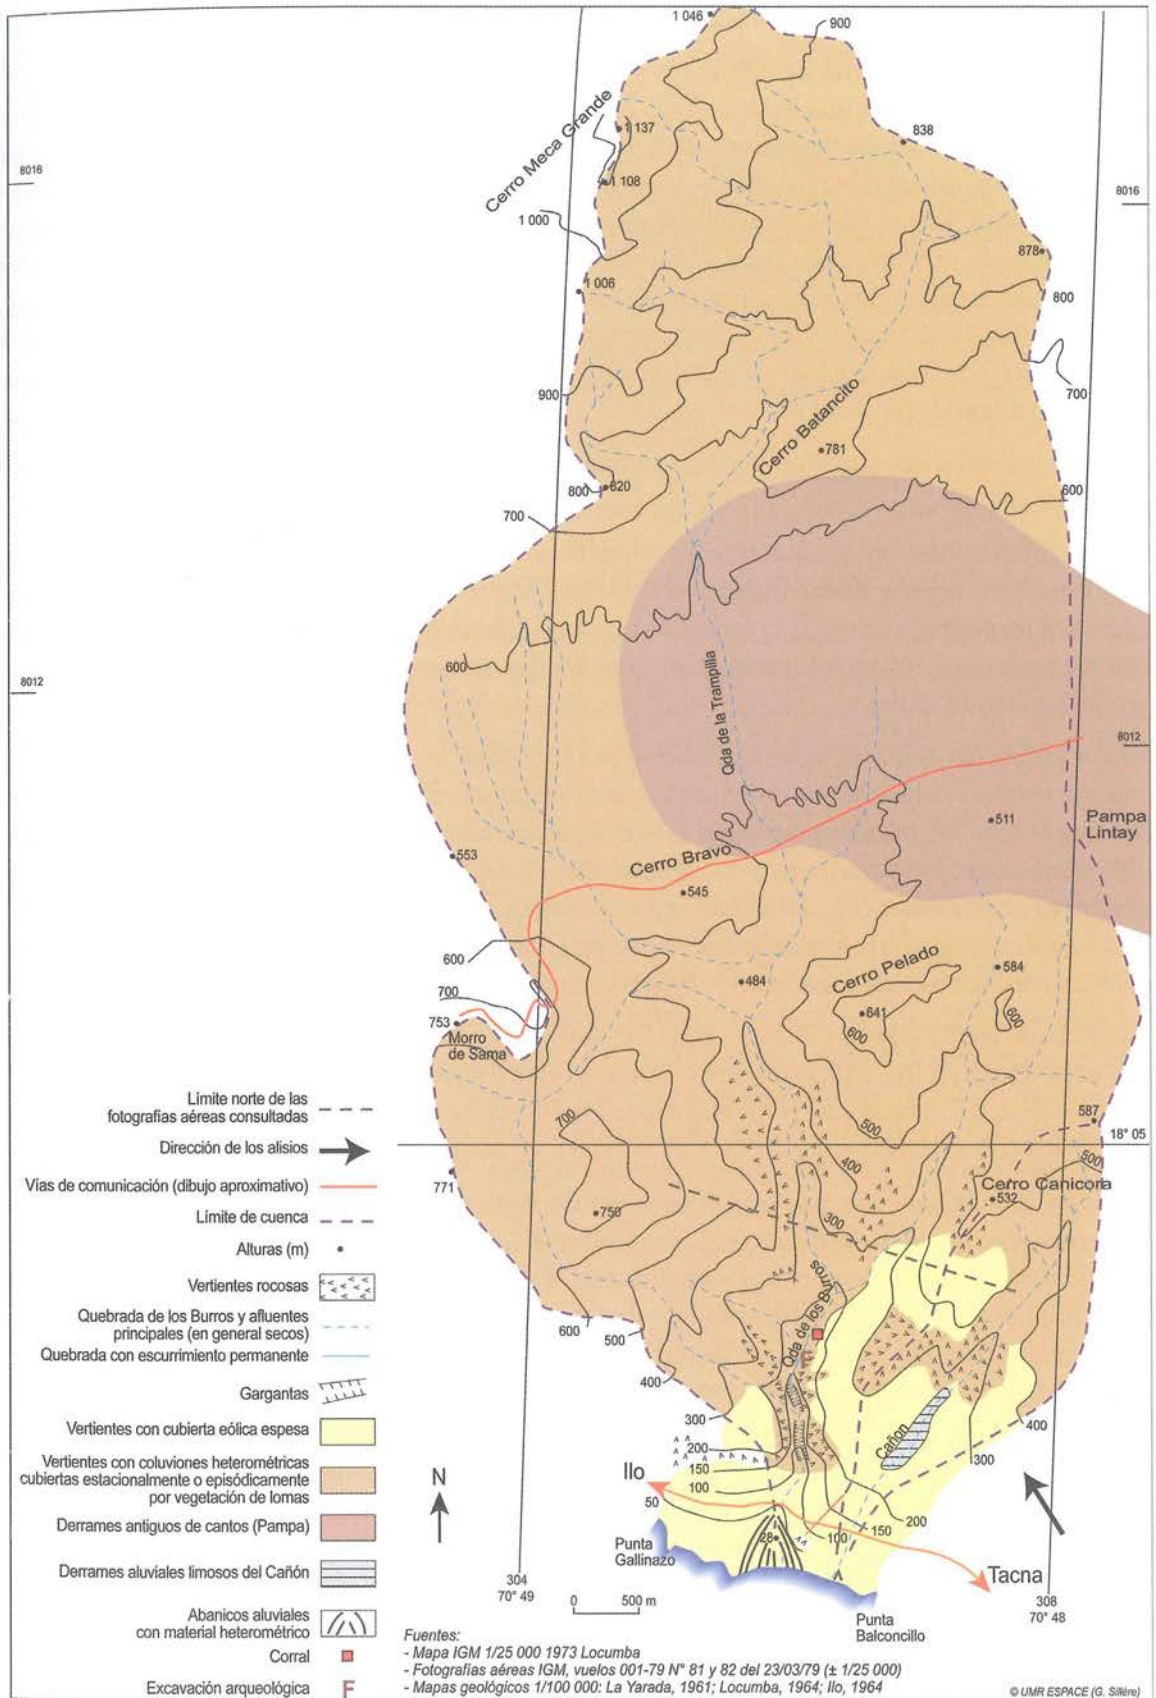 1 046
900
Cerro Meca Grande
1 137
838
8016
1 108
8016
1 000
878
1 006
800
900
700
Cerro Batancito
781
800
820
600
700
600
8012
Qda de la Trampilla
8012
511
Pampa
Lintay
553
Cerro Bravo
545
600
Cerro Pelado
584
484
700
641
600
600
753
Morro
de Sama
Límite norte de las
fotografías aéreas consultadas
700
500
587
Dirección de los alisios
18° 05
400
500
Vías de comunicación (dibujo aproximativo)
771
Cerro Canicora
532
Límite de cuenca
750
300
Alturas (m)
Vertientes rocosas
Qda de los Burros
Quebrada de los Burros y afluentes
principales (en general secos)
600
500
Quebrada con escurrimiento permanente
F
400
Gargantas
300
400
Vertientes con cubierta eólica espesa
Cañon
200
300
Vertientes con coluviones heterométricas
cubiertas estacionalmente o episódicamente
por vegetación de lomas
150
Ilo
100
N
50
200
Derrames antiguos de cantos (Pampa)
150
28
100
Punta
Gallinazo
Derrames aluviales limosos del Cañón
Tacna
304
70° 49
308
70° 48
0 500 m
Abanicos aluviales
con material heterométrico
Punta
Balconcillo
Fuentes:
Corral
- Mapa IGM 1/25 000 1973 Locumba
- Fotografías aéreas IGM, vuelos 001-79 N° 81 y 82 del 23/03/79 (± 1/25 000)
Excavación arqueológica F
- Mapas geológicos 1/100 000: La Yarada, 1961; Locumba, 1964; Ilo, 1964
© UMR ESPACE (G. Sillère)